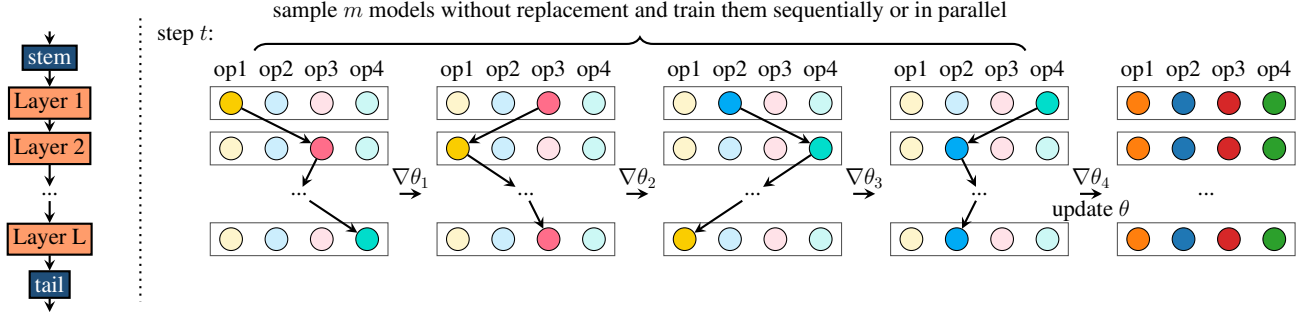 sample m models without replacement and train them sequentially or in parallel
step t:
stem
Layer 1
Layer 2
...
Layer L
tail
op1 op2 op3 op4
...
∇θ₁
op1 op2 op3 op4
...
∇θ₂
op1 op2 op3 op4
...
∇θ₃
op1 op2 op3 op4
...
∇θ₄
update θ
op1 op2 op3 op4
...